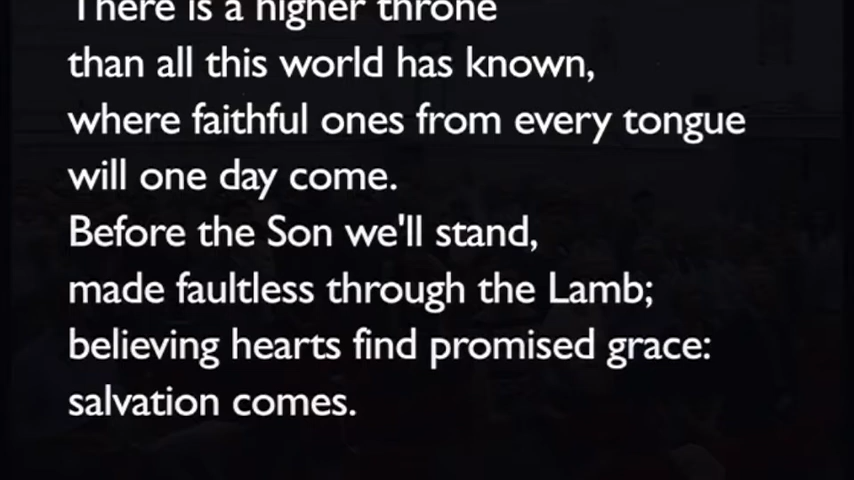 There is a higher throne
than all this world has known,
where faithful ones from every tongue
will one day come.
Before the Son we'll stand,
made faultless through the Lamb;
believing hearts find promised grace:
salvation comes.